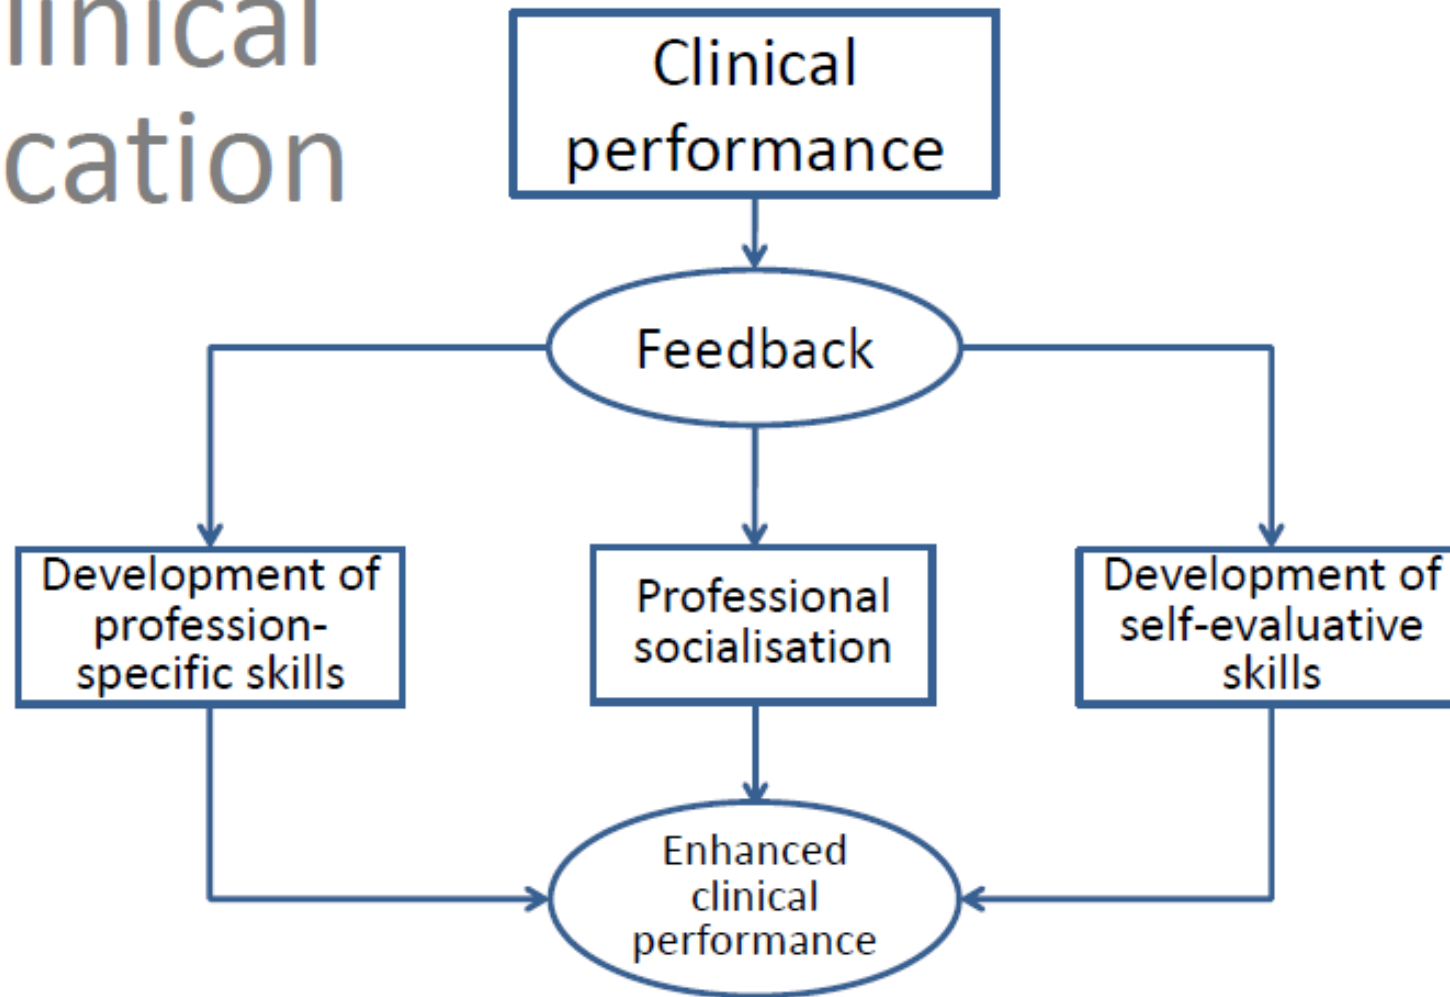 linical
cation
Clinical
performance
Feedback
Development of
profession-
specific skills
Professional
socialisation
Development of
self-evaluative
skills
Enhanced
clinical
performance